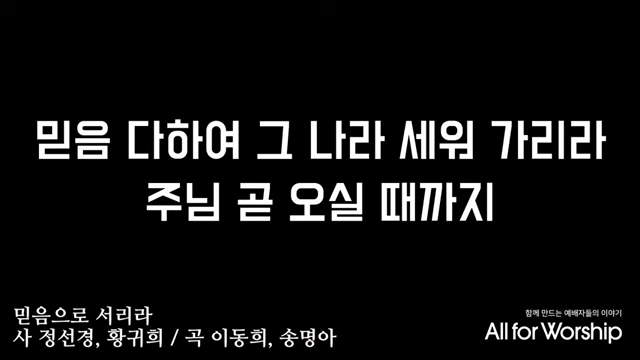 믿음 다하여 그 나라 세워 가리라
주님 곧 오실 때까지
믿음으로 서리라
사 정선경, 황귀희 / 곡 이동희, 송명아
함께 만드는 예배자들의 이야기
All for Worship